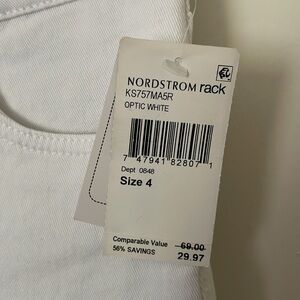 NORDSTROM rack
KS757MA5R
OPTIC WHITE
7 47941 82807 1
Dept 0848
Size 4
Comparable Value 69.00
56% SAVINGS 29.97